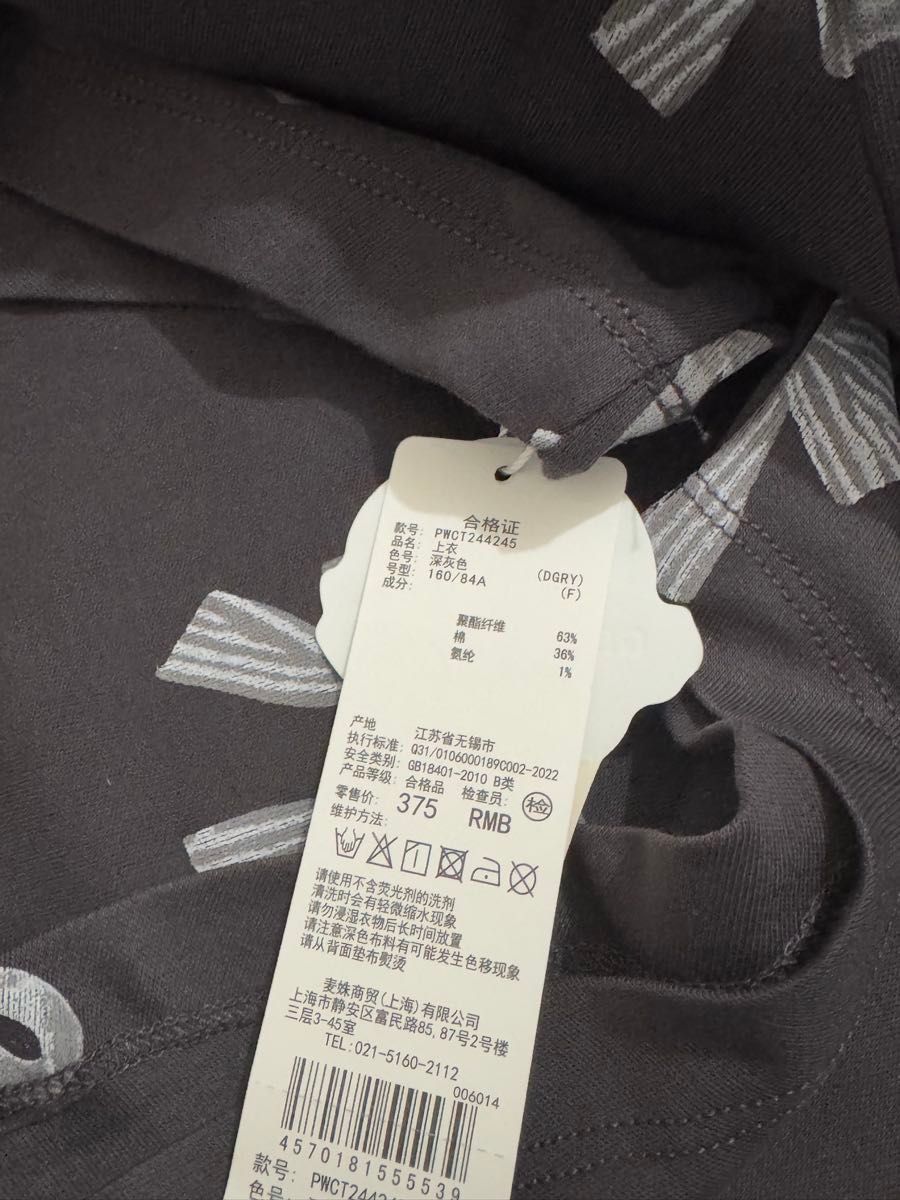 合格证
款号: PWCT244245
品名: 上衣
色号: 深灰色 (DGRY)
号型: 160/84A (F)
成分:
聚酯纤维 63%
棉 36%
氨纶 1%
产地 江苏省无锡市
执行标准: Q31/0106000189C002-2022
安全类别: GB18401-2010 B类
产品等级: 合格品 检查员: 检
零售价: 375 RMB
维护方法:
请使用不含荧光剂的洗剂
清洗时会有轻微缩水现象
请勿浸湿衣物后长时间放置
请注意深色布料有可能发生色移现象
请从背面垫布熨烫
麦姝商贸(上海)有限公司
上海市静安区富民路85,87号2号楼
三层3-45室
TEL:021-5160-2112
006014
4570181555539
款号: PWCT2442
色号: